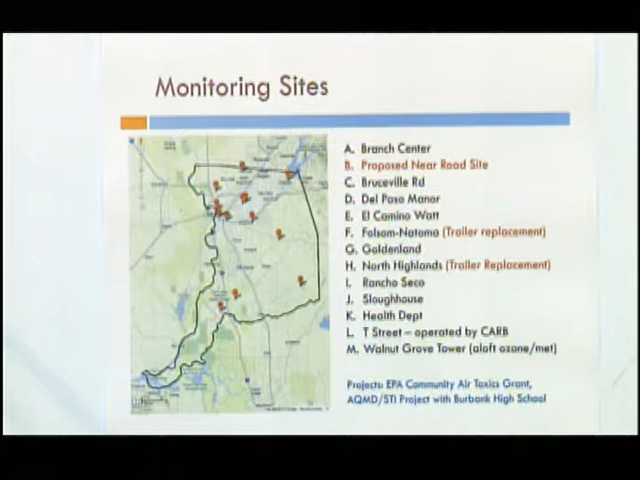 Monitoring Sites
A. Branch Center
B. Proposed Near Road Site
C. Bruceville Rd
D. Del Paso Manor
E. El Camino Watt
F. Folsom-Natoma (Trailer replacement)
G. Goldenland
H. North Highlands (Trailer Replacement)
I. Rancho Seco
J. Sloughhouse
K. Health Dept
L. T Street – operated by CARB
M. Walnut Grove Tower (aloft ozone/met)
Projects: EPA Community Air Toxics Grant,
AQMD/STI Project with Burbank High School